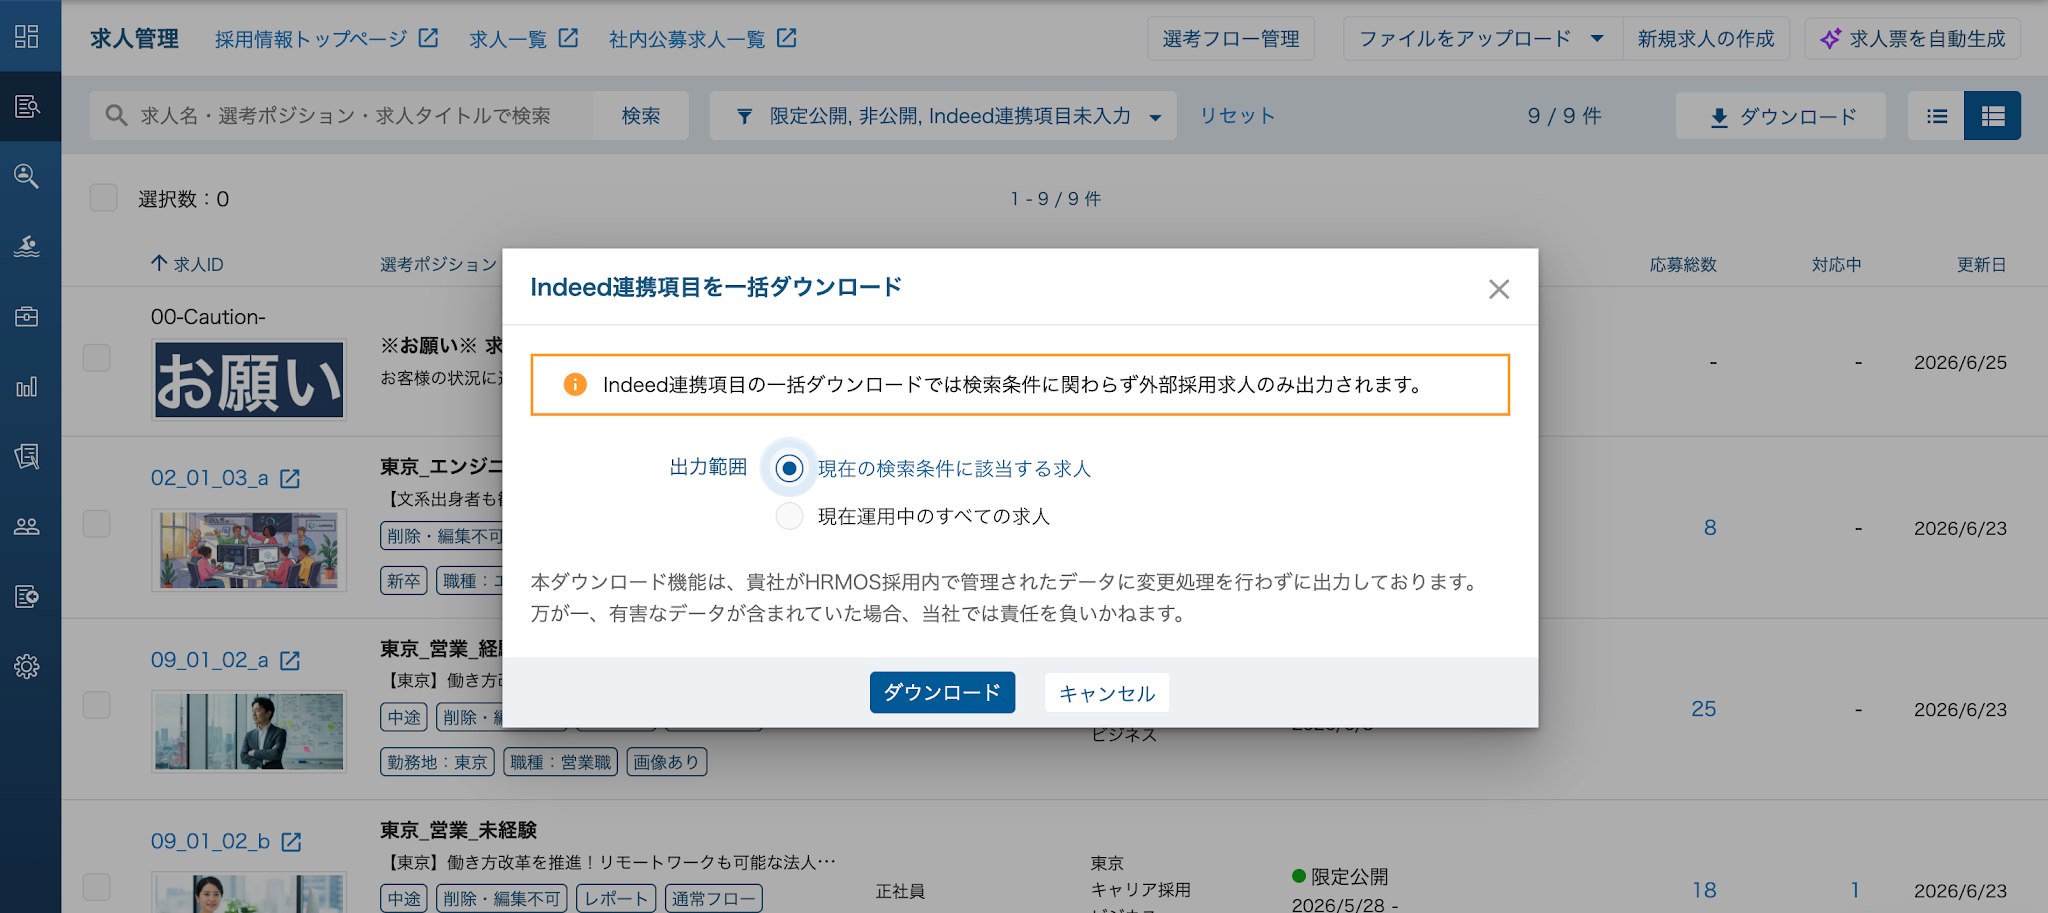 求人管理
採用情報トップページ
求人一覧
社内公募求人一覧
選考フロー管理
ファイルをアップロード
新規求人の作成
求人票を自動生成
求人名・選考ポジション・求人タイトルで検索
検索
限定公開, 非公開, Indeed連携項目未入力
リセット
9 / 9 件
ダウンロード
選択数：0
1 - 9 / 9 件
求人ID
選考ポジション
応募総数
対応中
更新日
00-Caution-
お願い
※お願い※ 求
お客様の状況に
-
-
2026/6/25
Indeed連携項目を一括ダウンロード
Indeed連携項目の一括ダウンロードでは検索条件に関わらず外部採用求人のみ出力されます。
出力範囲
現在の検索条件に該当する求人
現在運用中のすべての求人
本ダウンロード機能は、貴社がHRMOS採用内で管理されたデータに変更処理を行わずに出力しております。
万が一、有害なデータが含まれていた場合、当社では責任を負いかねます。
ダウンロード
キャンセル
02_01_03_a
東京_エンジニ
【文系出身者も
削除・編集不可
新卒
職種：エ
8
-
2026/6/23
09_01_02_a
東京_営業_経
【東京】働き方
中途
削除・
勤務地：東京
職種：営業職
画像あり
ビジネス
25
-
2026/6/23
09_01_02_b
東京_営業_未経験
【東京】働き方改革を推進！リモートワークも可能な法人…
中途
削除・編集不可
レポート
通常フロー
正社員
東京
キャリア採用
限定公開
2026/5/28 -
18
1
2026/6/23